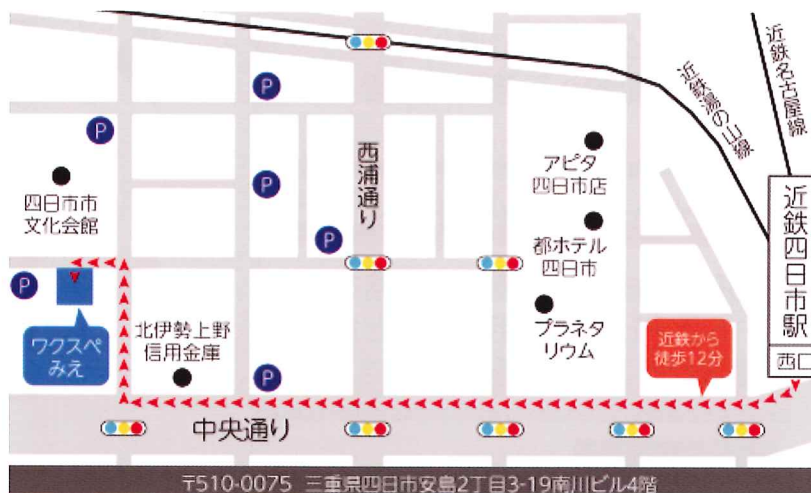 近鉄湯の山線
近鉄名古屋線
P
P
西浦通り
アピタ
四日市店
P
四日市市
文化会館
近鉄四日市駅
西口
P
都ホテル
四日市
P
プラネタ
リウム
ワクスペ
みえ
北伊勢上野
信用金庫
近鉄から
徒歩12分
P
中央通り
〒510-0075 三重県四日市安島2丁目3-19南川ビル4階